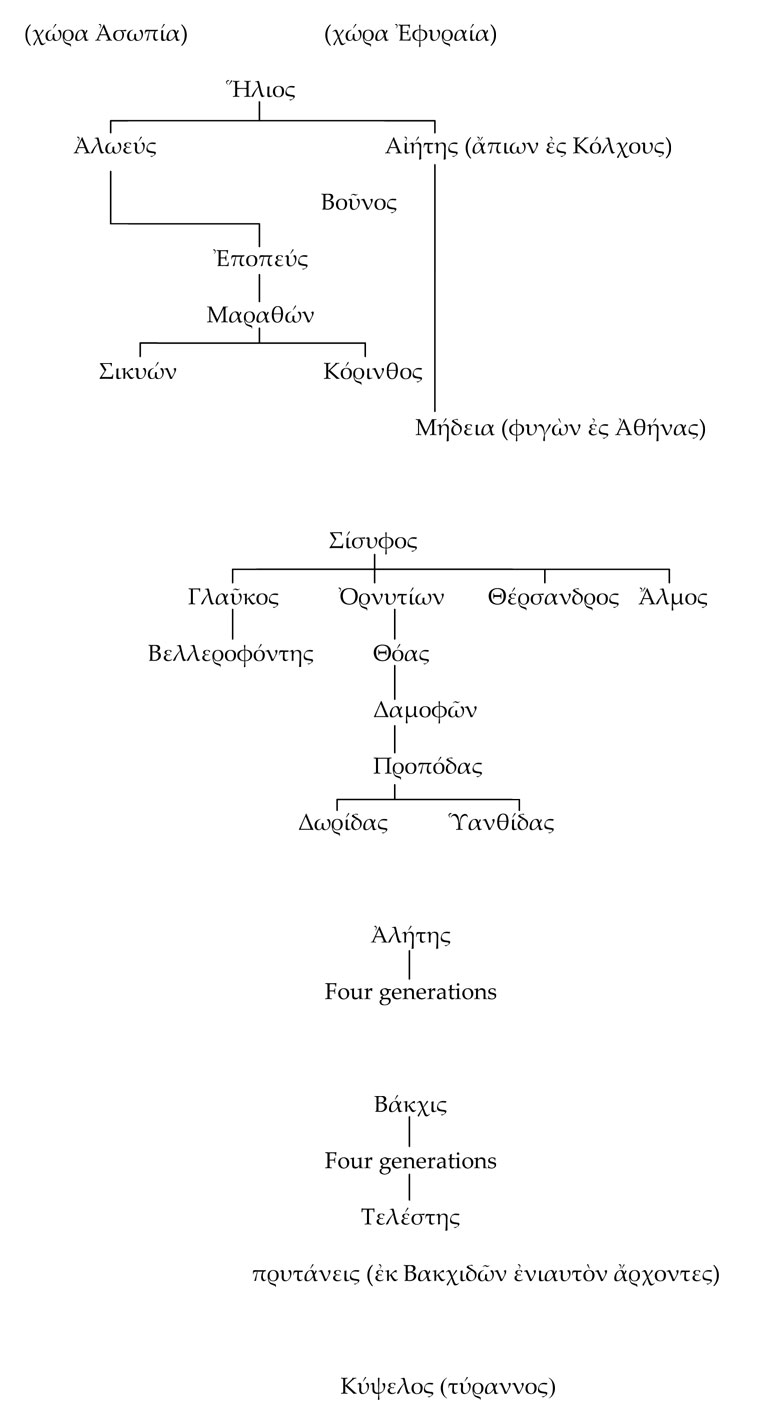 (χώρα Ἀσωπία) (χώρα Ἐφυραία)
Ἥλιος
Ἀλωεύς Αἰήτης (ἄπιων ἐς Κόλχους)
Βοῦνος
Ἐποπεύς
Μαραθών
Σικυών Κόρινθος
Μήδεια (φυγὼν ἐς Ἀθήνας)
Σίσυφος
Γλαῦκος Ὀρνυτίων Θέρσανδρος Ἄλμος
Βελλεροφόντης Θόας
Δαμοφῶν
Προπόδας
Δωρίδας Ὑανθίδας
Ἀλήτης
Four generations
Βάκχις
Four generations
Τελέστης
πρυτάνεις (ἐκ Βακχιδῶν ἐνιαυτὸν ἄρχοντες)
Κύψελος (τύραννος)